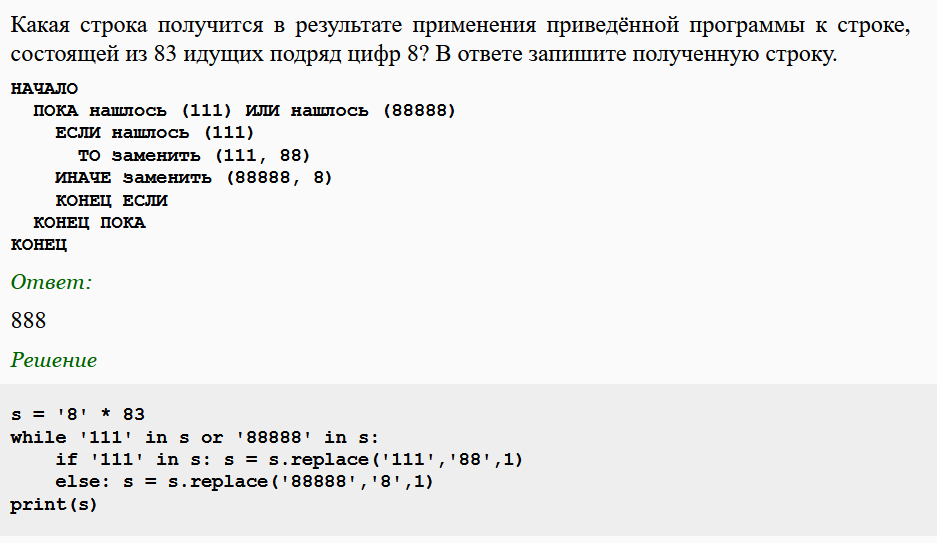 Какая строка получится в результате применения приведённой программы к строке,
состоящей из 83 идущих подряд цифр 8? В ответе запишите полученную строку.
НАЧАЛО
ПОКА нашлось (111) ИЛИ нашлось (88888)
ЕСЛИ нашлось (111)
ТО заменить (111, 88)
ИНАЧЕ заменить (88888, 8)
КОНЕЦ ЕСЛИ
КОНЕЦ ПОКА
КОНЕЦ
Ответ:
888
Решение
s = '8' * 83
while '111' in s or '88888' in s:
    if '111' in s: s = s.replace('111','88',1)
    else: s = s.replace('88888','8',1)
print(s)